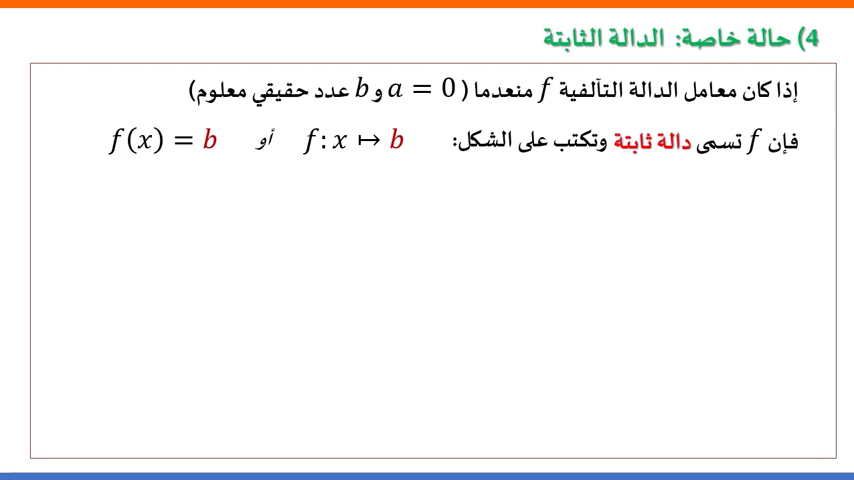 4) حالة خاصة: الدالة الثابتة
إذا كان معامل الدالة التآلفية f منعدما ( a = 0 و b عدد حقيقي معلوم)
فإن f تسمى دالة ثابتة وتكتب على الشكل: f: x ↦ b أو f(x) = b